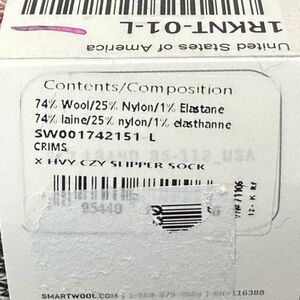 1RKNT-01-L
United States of America
Contents/Composition
74% Wool/25% Nylon/1% Elastane
74% laine/25% nylon/1% élasthanne
SW001742151 L
CRIMS
X HVY CZY SLIPPER SOCK
95440
SMARTWOOL.COM